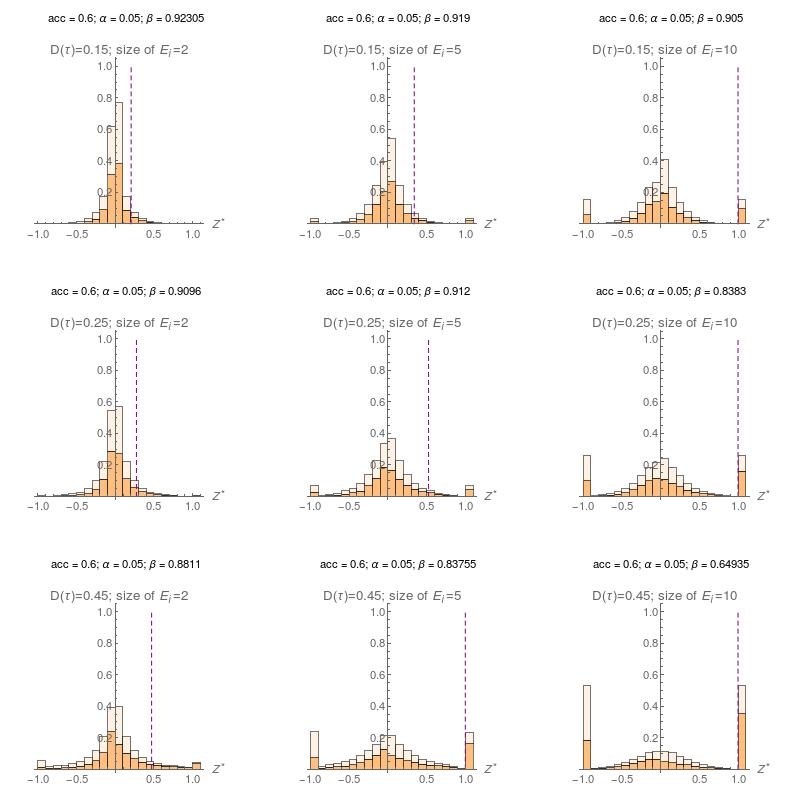 acc = 0.6; α = 0.05; β = 0.92305
D(τ)=0.15; size of Eᵢ=2
1.0
0.8
0.6
0.4
0.2
−1.0 −0.5 0.5 1.0 Z*
acc = 0.6; α = 0.05; β = 0.919
D(τ)=0.15; size of Eᵢ=5
1.0
0.8
0.6
0.4
0.2
−1.0 −0.5 0.5 1.0 Z*
acc = 0.6; α = 0.05; β = 0.905
D(τ)=0.15; size of Eᵢ=10
1.0
0.8
0.6
0.4
0.2
−1.0 −0.5 0.5 1.0 Z*
acc = 0.6; α = 0.05; β = 0.9096
D(τ)=0.25; size of Eᵢ=2
1.0
0.8
0.6
0.4
0.2
−1.0 −0.5 0.5 1.0 Z*
acc = 0.6; α = 0.05; β = 0.912
D(τ)=0.25; size of Eᵢ=5
1.0
0.8
0.6
0.4
0.2
−1.0 −0.5 0.5 1.0 Z*
acc = 0.6; α = 0.05; β = 0.8383
D(τ)=0.25; size of Eᵢ=10
1.0
0.8
0.6
0.4
0.2
−1.0 −0.5 0.5 1.0 Z*
acc = 0.6; α = 0.05; β = 0.8811
D(τ)=0.45; size of Eᵢ=2
1.0
0.8
0.6
0.4
0.2
−1.0 −0.5 0.5 1.0 Z*
acc = 0.6; α = 0.05; β = 0.83755
D(τ)=0.45; size of Eᵢ=5
1.0
0.8
0.6
0.4
0.2
−1.0 −0.5 0.5 1.0 Z*
acc = 0.6; α = 0.05; β = 0.64935
D(τ)=0.45; size of Eᵢ=10
1.0
0.8
0.6
0.4
0.2
−1.0 −0.5 0.5 1.0 Z*